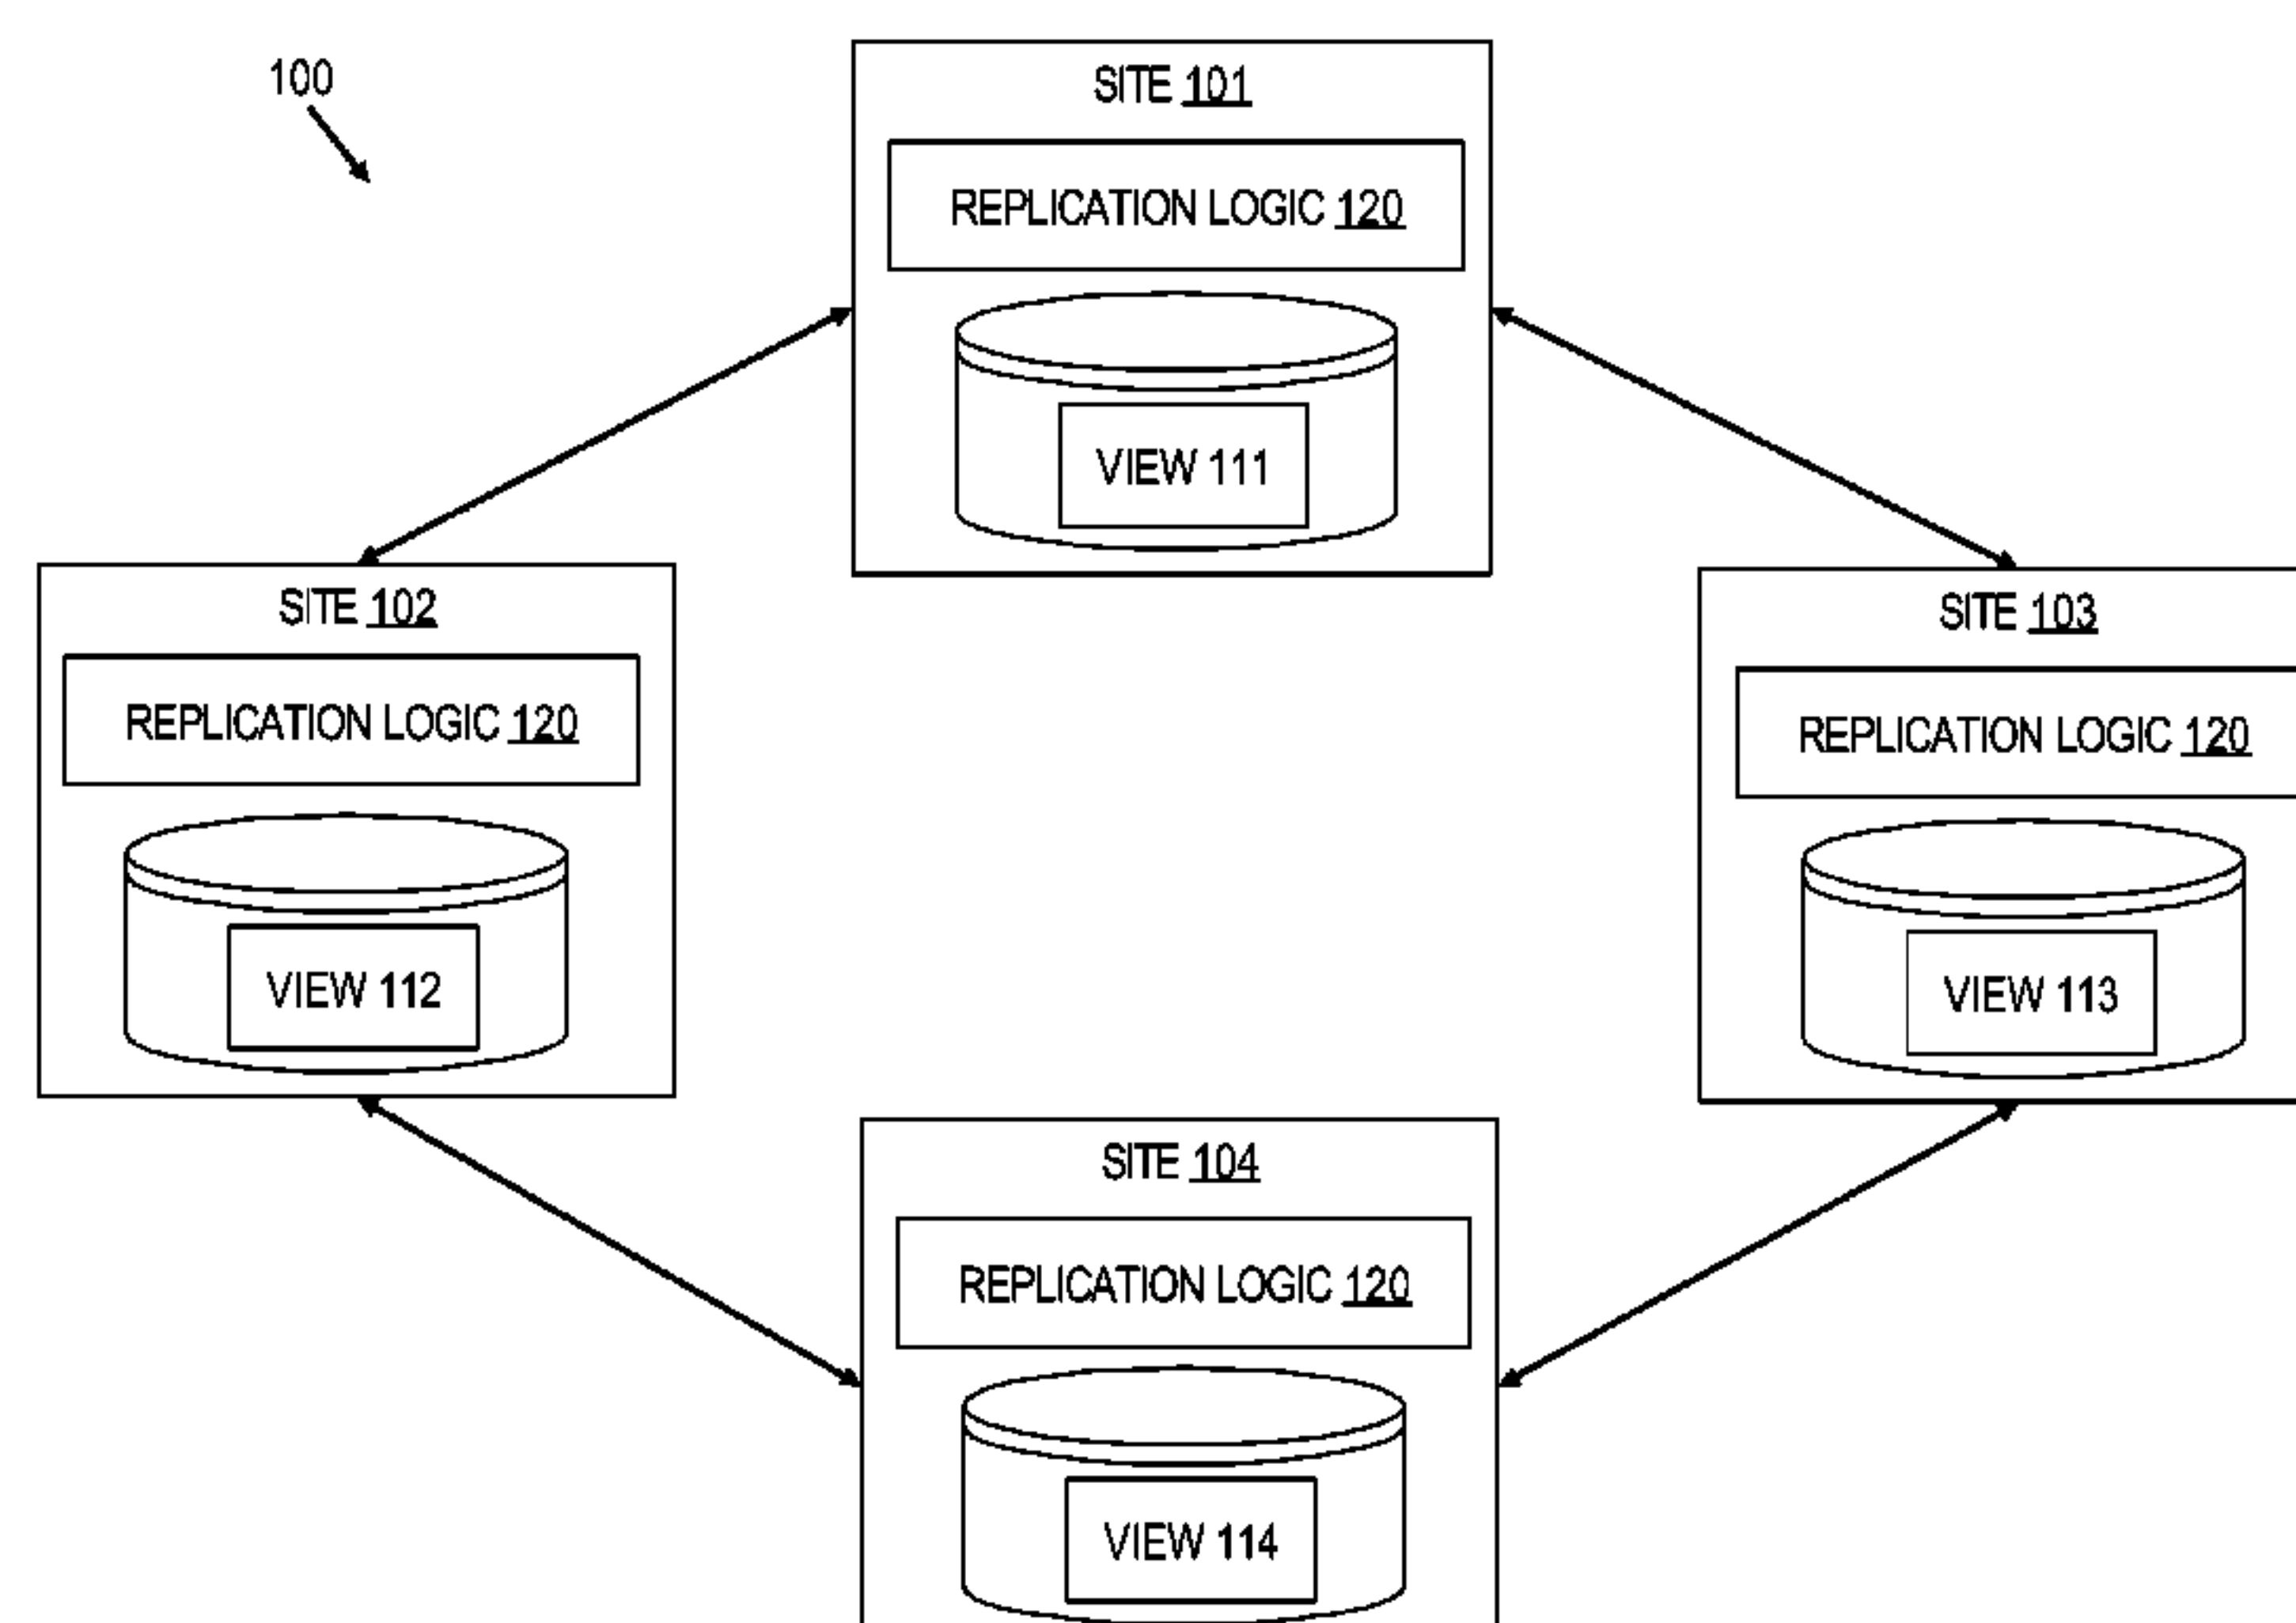 100
SITE 101
REPLICATION LOGIC 120
VIEW 111
SITE 102
REPLICATION LOGIC 120
VIEW 112
SITE 103
REPLICATION LOGIC 120
VIEW 113
SITE 104
REPLICATION LOGIC 120
VIEW 114